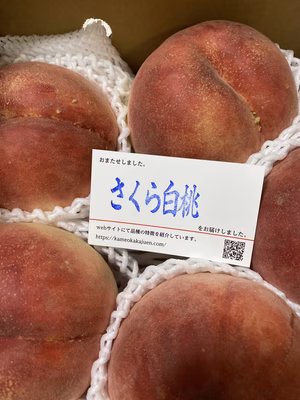 おまたせしました。
さくら白桃
をお届けしました。
webサイトにて品種の特徴を紹介しています。
https://kameokakajuen.com/